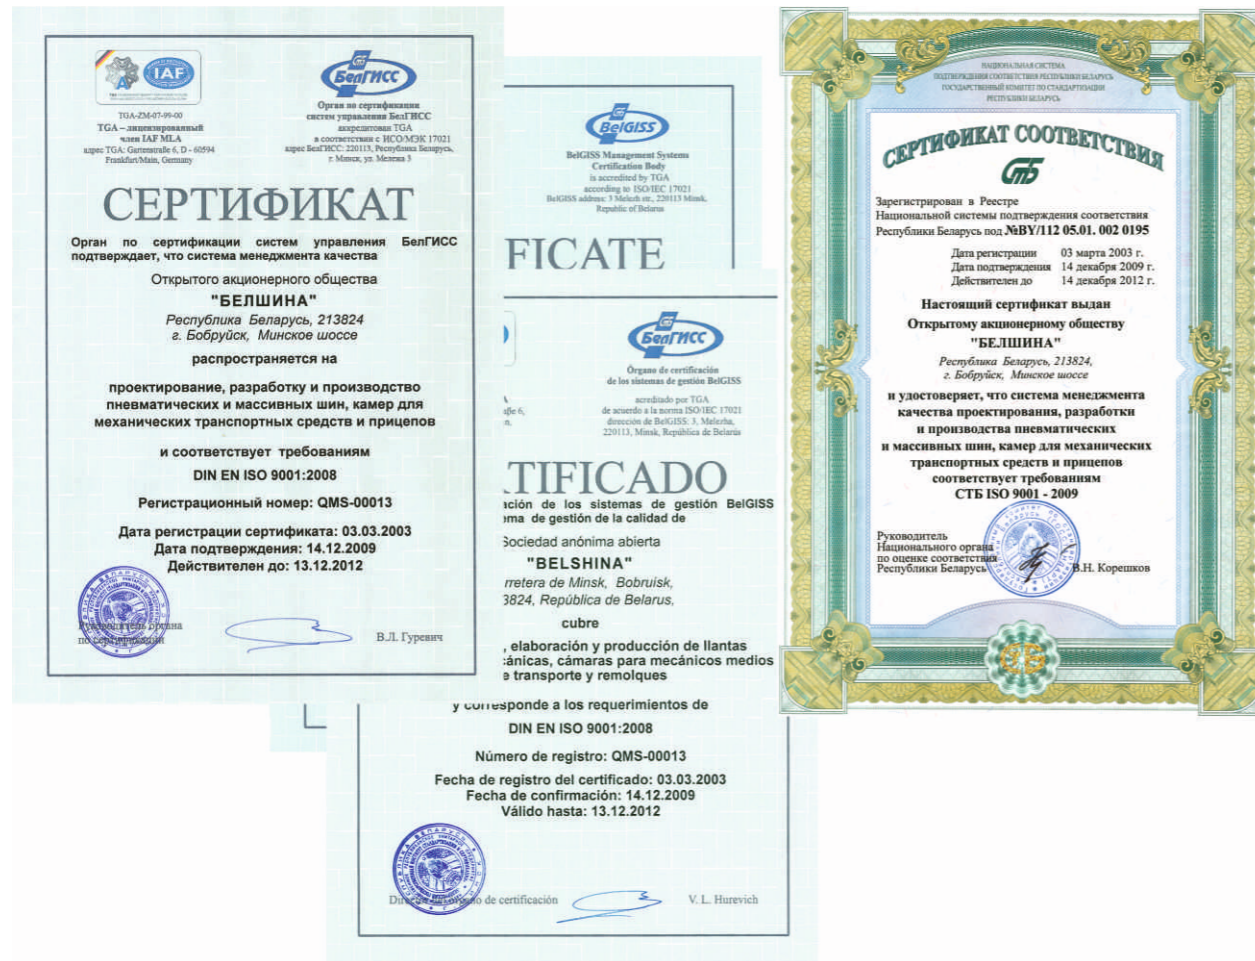 IAF
TGA-ZM-07-99-00
TGA – лицензированный
член IAF MLA
адрес TGA: Gartenstraße 6, D - 60594
Frankfurt/Main, Germany
БелГИСС
Орган по сертификации
систем управления БелГИСС
аккредитован TGA
в соответствии с ИСО/МЭК 17021
адрес БелГИСС: 220113, Республика Беларусь,
г. Минск, ул. Мележа 3
СЕРТИФИКАТ
Орган по сертификации систем управления БелГИСС
подтверждает, что система менеджмента качества
Открытого акционерного общества
"БЕЛШИНА"
Республика Беларусь, 213824
г. Бобруйск, Минское шоссе
распространяется на
проектирование, разработку и производство
пневматических и массивных шин, камер для
механических транспортных средств и прицепов
и соответствует требованиям
DIN EN ISO 9001:2008
Регистрационный номер: QMS-00013
Дата регистрации сертификата: 03.03.2003
Дата подтверждения: 14.12.2009
Действителен до: 13.12.2012
Руководитель органа
по сертификации
В.Л. Гуревич
BelGISS
BelGISS Management Systems
Certification Body
is accredited by TGA
according to ISO/IEC 17021
BelGISS address: 3 Melezh str., 220113 Minsk,
Republic of Belarus
FICATE
БелГИСС
Órgano de certificación
de los sistemas de gestión BelGISS
acreditado por TGA
de acuerdo a la norma ISO/IEC 17021
dirección de BelGISS: 3, Melezha,
220113, Minsk, República de Belarús
TIFICADO
ación de los sistemas de gestión BelGISS
ema de gestión de la calidad de
Sociedad anónima abierta
"BELSHINA"
rretera de Minsk, Bobruisk,
3824, República de Belarus,
cubre
, elaboración y producción de llantas
cánicas, cámaras para mecánicos medios
e transporte y remolques
y corresponde a los requerimientos de
DIN EN ISO 9001:2008
Número de registro: QMS-00013
Fecha de registro del certificado: 03.03.2003
Fecha de confirmación: 14.12.2009
Válido hasta: 13.12.2012
de certificación
V. L. Hurevich
НАЦИОНАЛЬНАЯ СИСТЕМА
ПОДТВЕРЖДЕНИЯ СООТВЕТСТВИЯ РЕСПУБЛИКИ БЕЛАРУСЬ
ГОСУДАРСТВЕННЫЙ КОМИТЕТ ПО СТАНДАРТИЗАЦИИ
РЕСПУБЛИКИ БЕЛАРУСЬ
СЕРТИФИКАТ СООТВЕТСТВИЯ
СТБ
Зарегистрирован в Реестре
Национальной системы подтверждения соответствия
Республики Беларусь под №BY/112 05.01. 002 0195
Дата регистрации 03 марта 2003 г.
Дата подтверждения 14 декабря 2009 г.
Действителен до 14 декабря 2012 г.
Настоящий сертификат выдан
Открытому акционерному обществу
"БЕЛШИНА"
Республика Беларусь, 213824,
г. Бобруйск, Минское шоссе
и удостоверяет, что система менеджмента
качества проектирования, разработки
и производства пневматических
и массивных шин, камер для механических
транспортных средств и прицепов
соответствует требованиям
СТБ ISO 9001 - 2009
Руководитель
Национального органа
по оценке соответствия
Республики Беларусь
В.Н. Корешков